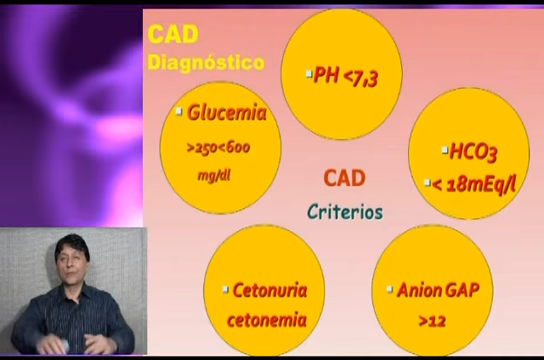 CAD
Diagnóstico
PH <7,3
Glucemia
>250<600
mg/dl
HCO3
< 18mEq/l
CAD
Criterios
Cetonuria
cetonemia
Anion GAP
>12